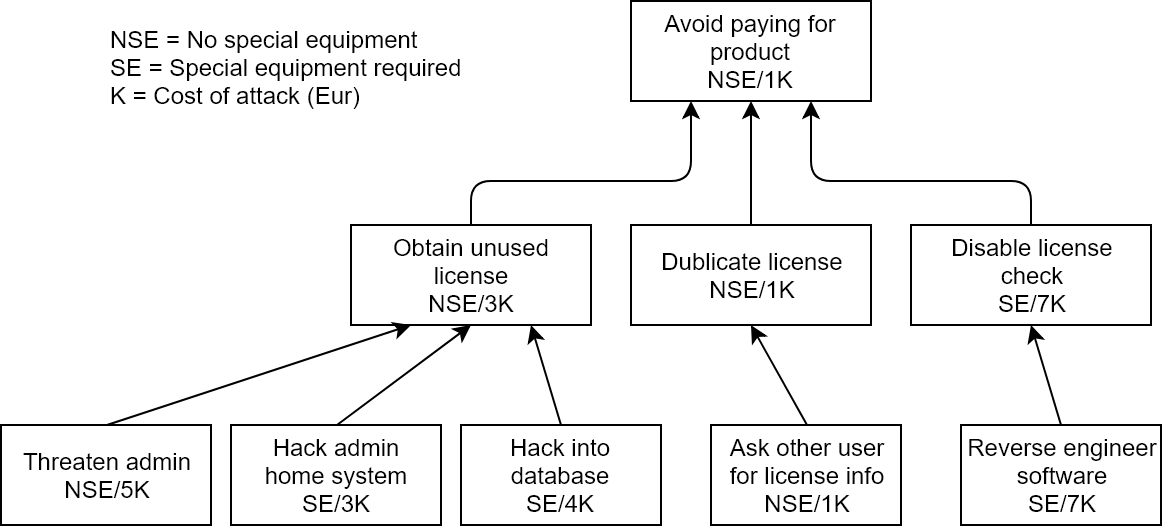 NSE = No special equipment
SE = Special equipment required
K = Cost of attack (Eur)
Avoid paying for
product
NSE/1K
Obtain unused
license
NSE/3K
Dublicate license
NSE/1K
Disable license
check
SE/7K
Threaten admin
NSE/5K
Hack admin
home system
SE/3K
Hack into
database
SE/4K
Ask other user
for license info
NSE/1K
Reverse engineer
software
SE/7K